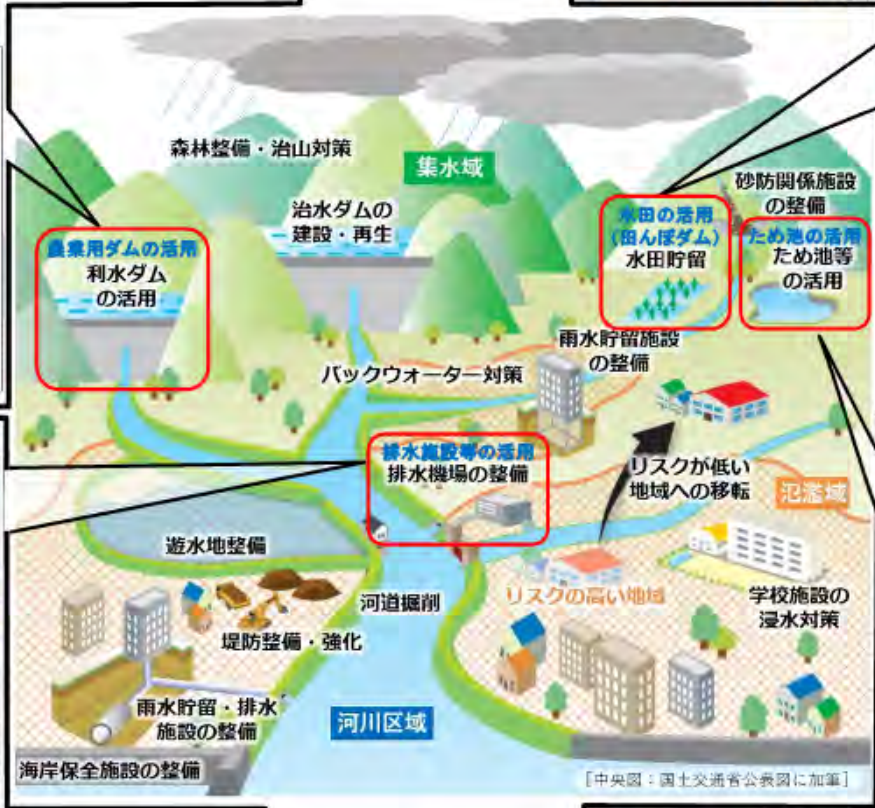 森林整備・治山対策
集水域
砂防関係施設
の整備
治水ダムの
建設・再生
水田の活用
(田んぼダム)
水田貯留
ため池の活用
ため池等
の活用
農業用ダムの活用
利水ダム
の活用
雨水貯留施設
の整備
バックウォーター対策
排水施設等の活用
排水機場の整備
リスクが低い
地域への移転
氾濫域
遊水地整備
リスクの高い地域
学校施設の
浸水対策
河道掘削
堤防整備・強化
雨水貯留・排水
施設の整備
河川区域
海岸保全施設の整備
[中央図:国土交通省公表図に加筆]